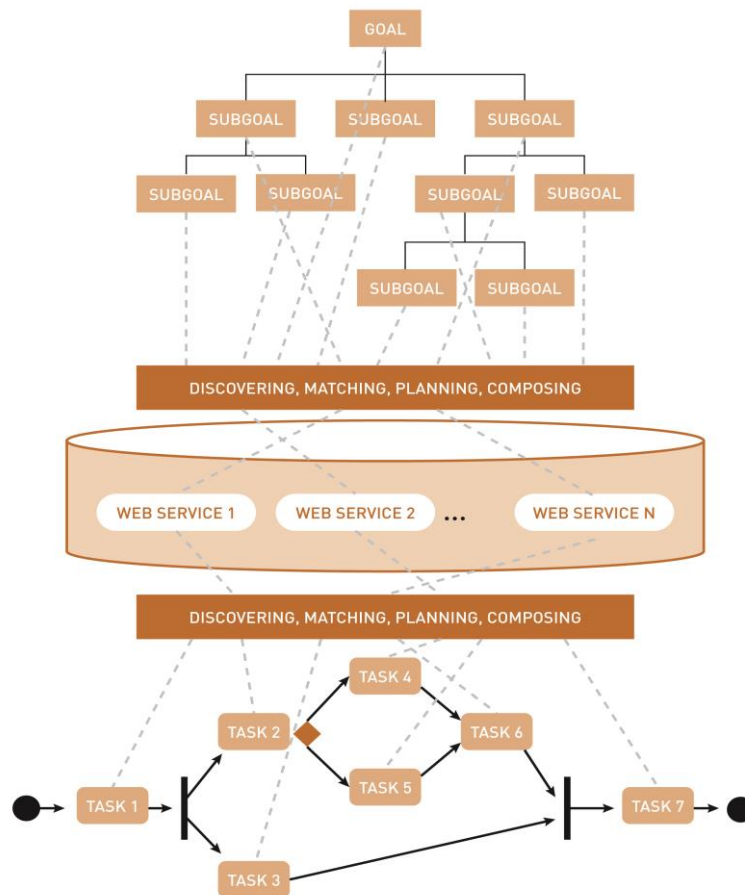 GOAL
SUBGOAL
SUBGOAL
SUBGOAL
SUBGOAL
SUBGOAL
SUBGOAL
SUBGOAL
SUBGOAL
SUBGOAL
DISCOVERING, MATCHING, PLANNING, COMPOSING
WEB SERVICE 1
WEB SERVICE 2
...
WEB SERVICE N
DISCOVERING, MATCHING, PLANNING, COMPOSING
TASK 4
TASK 2
TASK 6
TASK 5
TASK 1
TASK 7
TASK 3